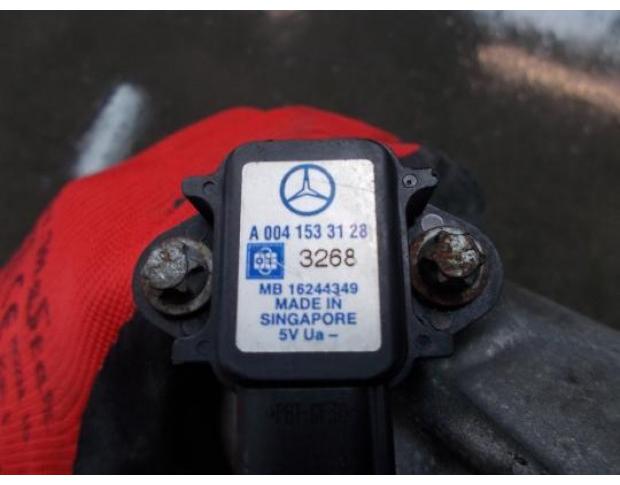 A 004 153 31 28
3268
MB 16244349
MADE IN
SINGAPORE
5V Ua -